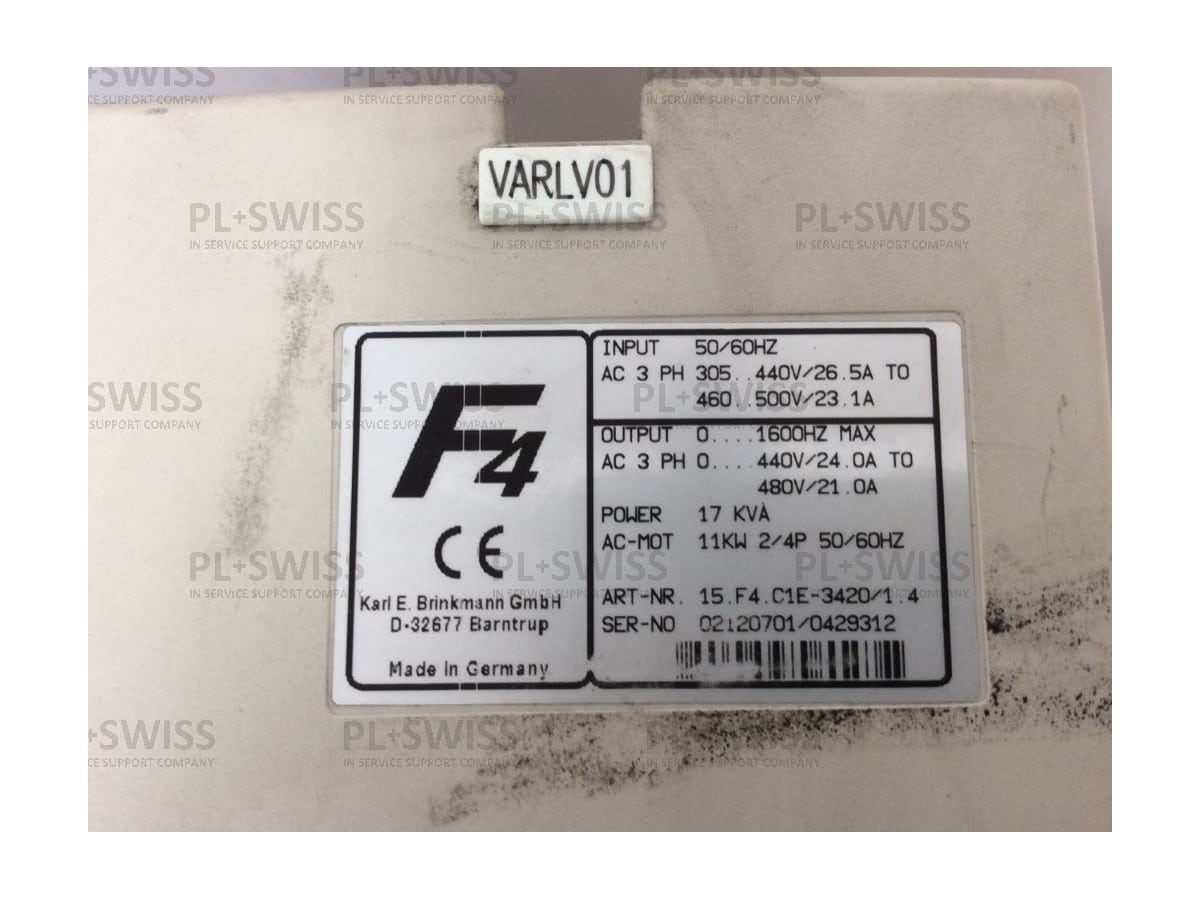 VARLV01
F4
CE
Karl E. Brinkmann GmbH
D-32677 Barntrup
Made In Germany
INPUT 50/60HZ
AC 3 PH 305..440V/26.5A TO
460..500V/23.1A
OUTPUT 0....1600HZ MAX
AC 3 PH 0....440V/24.0A TO
480V/21.0A
POWER 17 KVA
AC-MOT 11KW 2/4P 50/60HZ
ART-NR. 15.F4.C1E-3420/1.4
SER-NO 02120701/0429312
PL+SWISS
IN SERVICE SUPPORT COMPANY